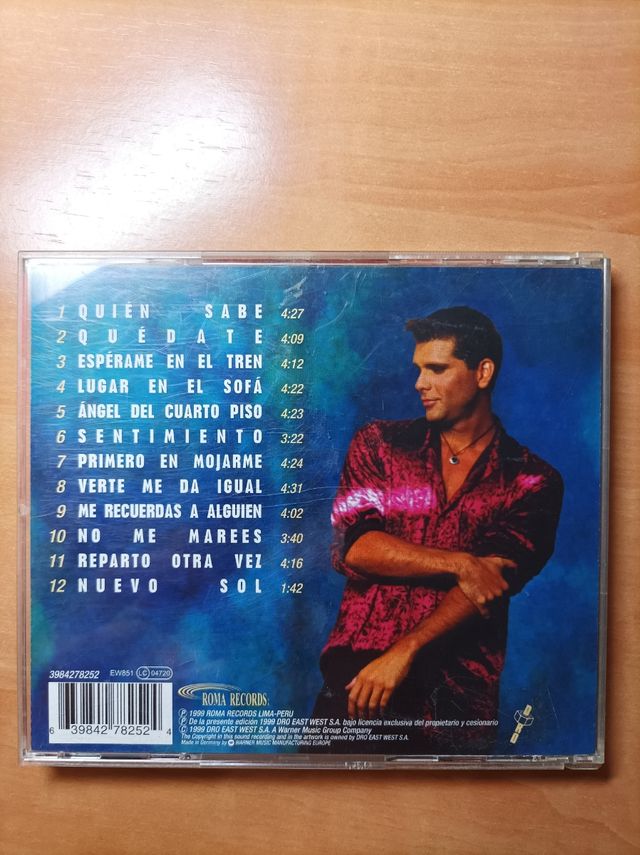 1 QUIÉN SABE 4:27
2 QUÉDATE 4:09
3 ESPÉRAME EN EL TREN 4:12
4 LUGAR EN EL SOFÁ 4:22
5 ÁNGEL DEL CUARTO PISO 4:23
6 SENTIMIENTO 3:22
7 PRIMERO EN MOJARME 4:24
8 VERTE ME DA IGUAL 4:31
9 ME RECUERDAS A ALGUIEN 4:02
10 NO ME MAREES 3:40
11 REPARTO OTRA VEZ 4:16
12 NUEVO SOL 1:42
3984278252 EW851 LC 04720
6 39842 78252 4
ROMA RECORDS
Ⓟ 1999 ROMA RECORDS LIMA-PERU
Ⓟ De la presente edición 1999 DRO EAST WEST S.A. bajo licencia exclusiva del propietario y cesionario
© 1999 DRO EAST WEST S.A. A Warner Music Group Company
The Copyright in this sound recording and in the artwork is owned by DRO EAST WEST S.A.
Made in Germany by WARNER MUSIC MANUFACTURING EUROPE